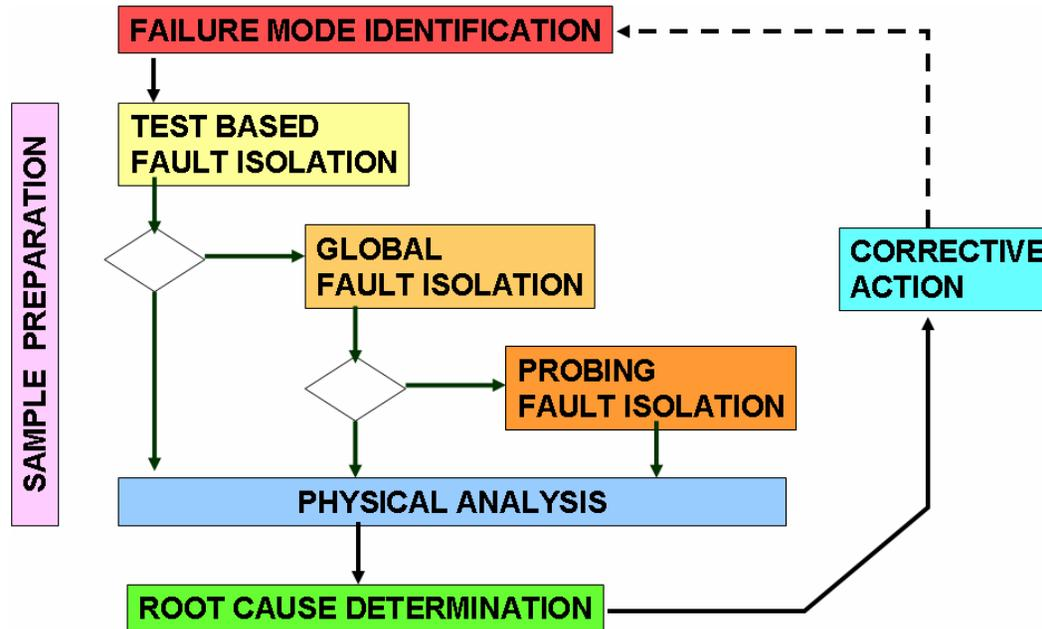 FAILURE MODE IDENTIFICATION
TEST BASED
FAULT ISOLATION
SAMPLE PREPARATION
GLOBAL
FAULT ISOLATION
CORRECTIVE
ACTION
PROBING
FAULT ISOLATION
PHYSICAL ANALYSIS
ROOT CAUSE DETERMINATION